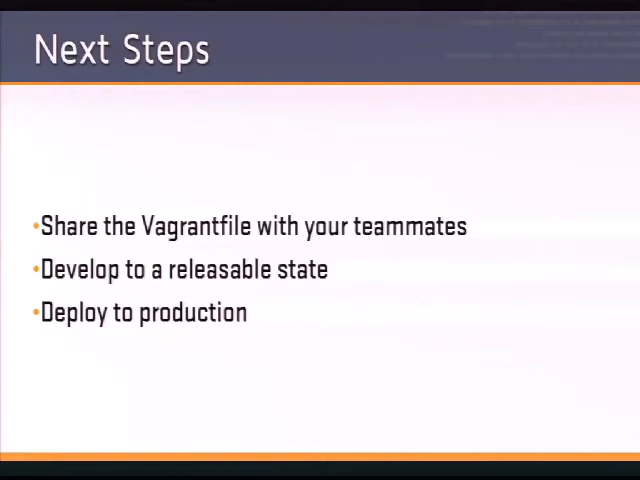 Next Steps
•Share the Vagrantfile with your teammates
•Develop to a releasable state
•Deploy to production